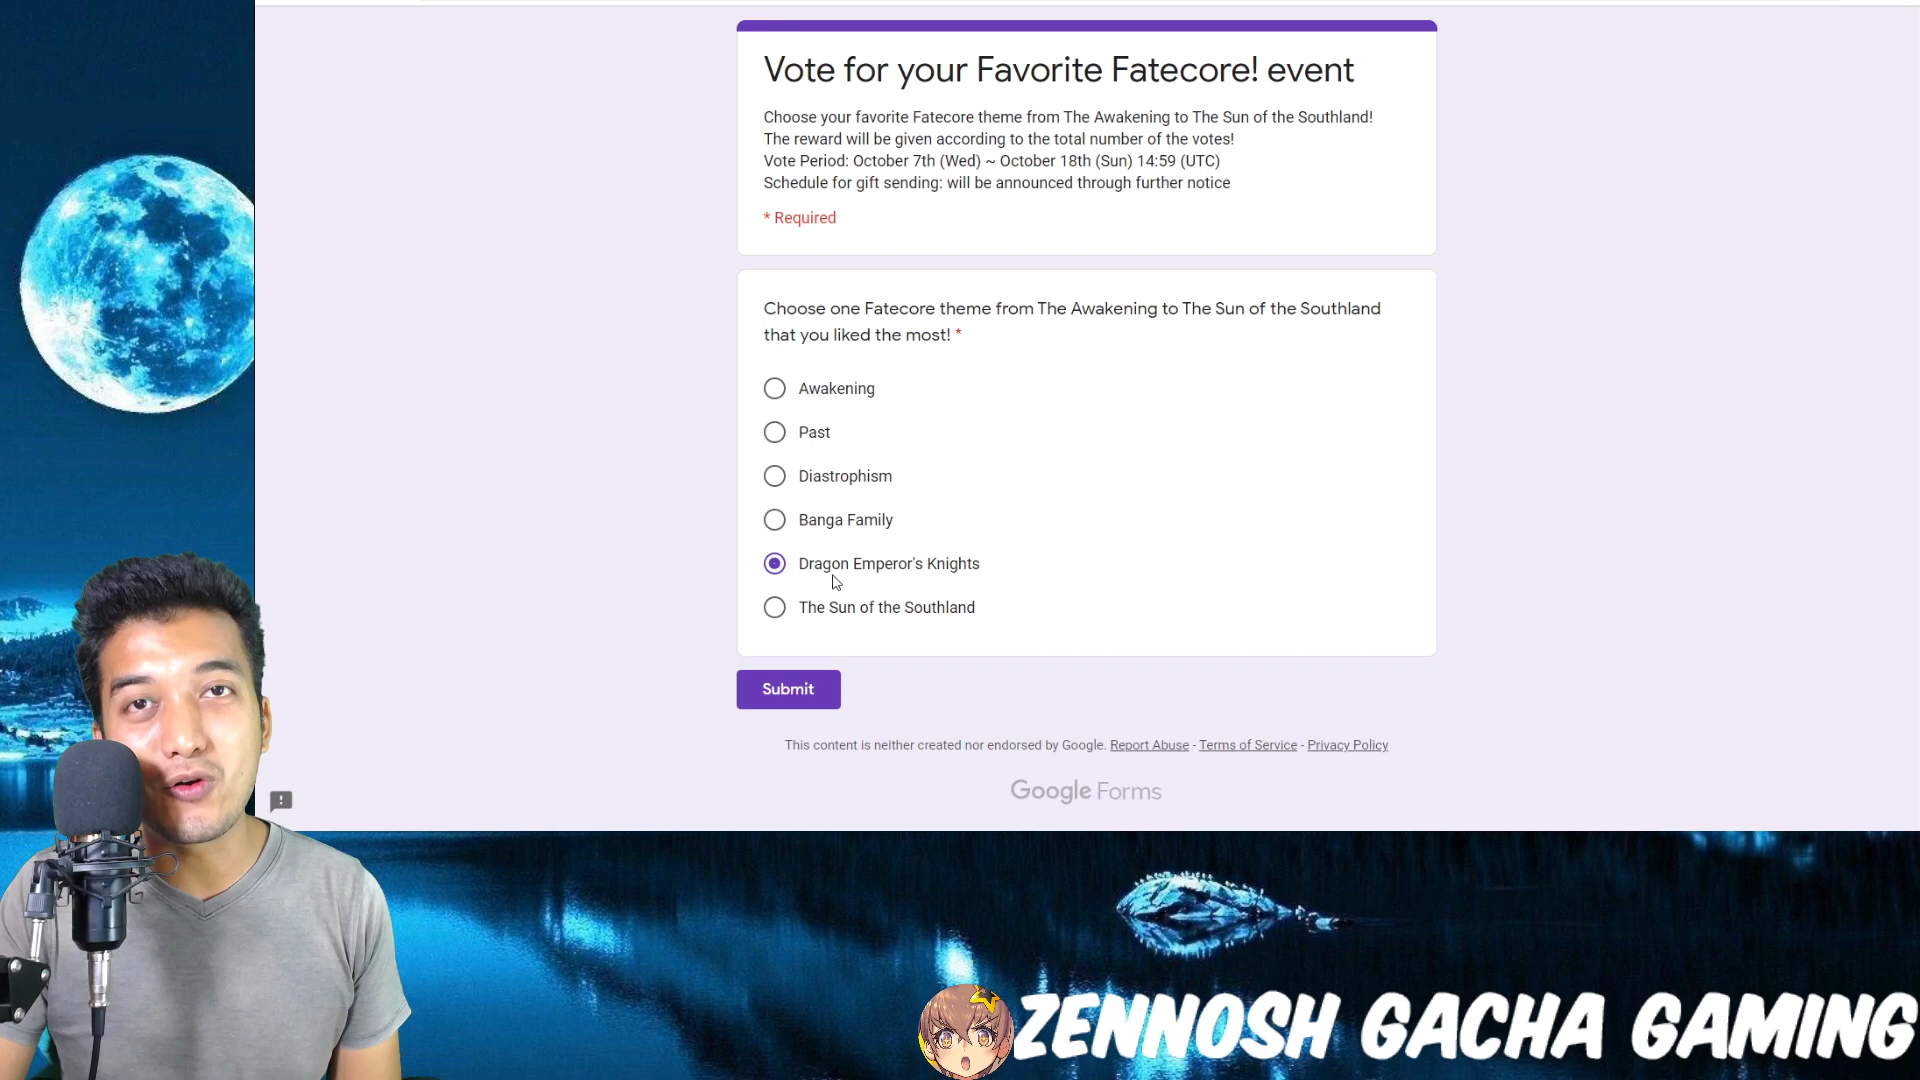 Vote for your Favorite Fatecore! event
Choose your favorite Fatecore theme from The Awakening to The Sun of the Southland!
The reward will be given according to the total number of the votes!
Vote Period: October 7th (Wed) ~ October 18th (Sun) 14:59 (UTC)
Schedule for gift sending: will be announced through further notice
* Required
Choose one Fatecore theme from The Awakening to The Sun of the Southland
that you liked the most! *
Awakening
Past
Diastrophism
Banga Family
Dragon Emperor's Knights
The Sun of the Southland
Submit
This content is neither created nor endorsed by Google. Report Abuse - Terms of Service - Privacy Policy
Google Forms
ZENNOSH GACHA GAMING